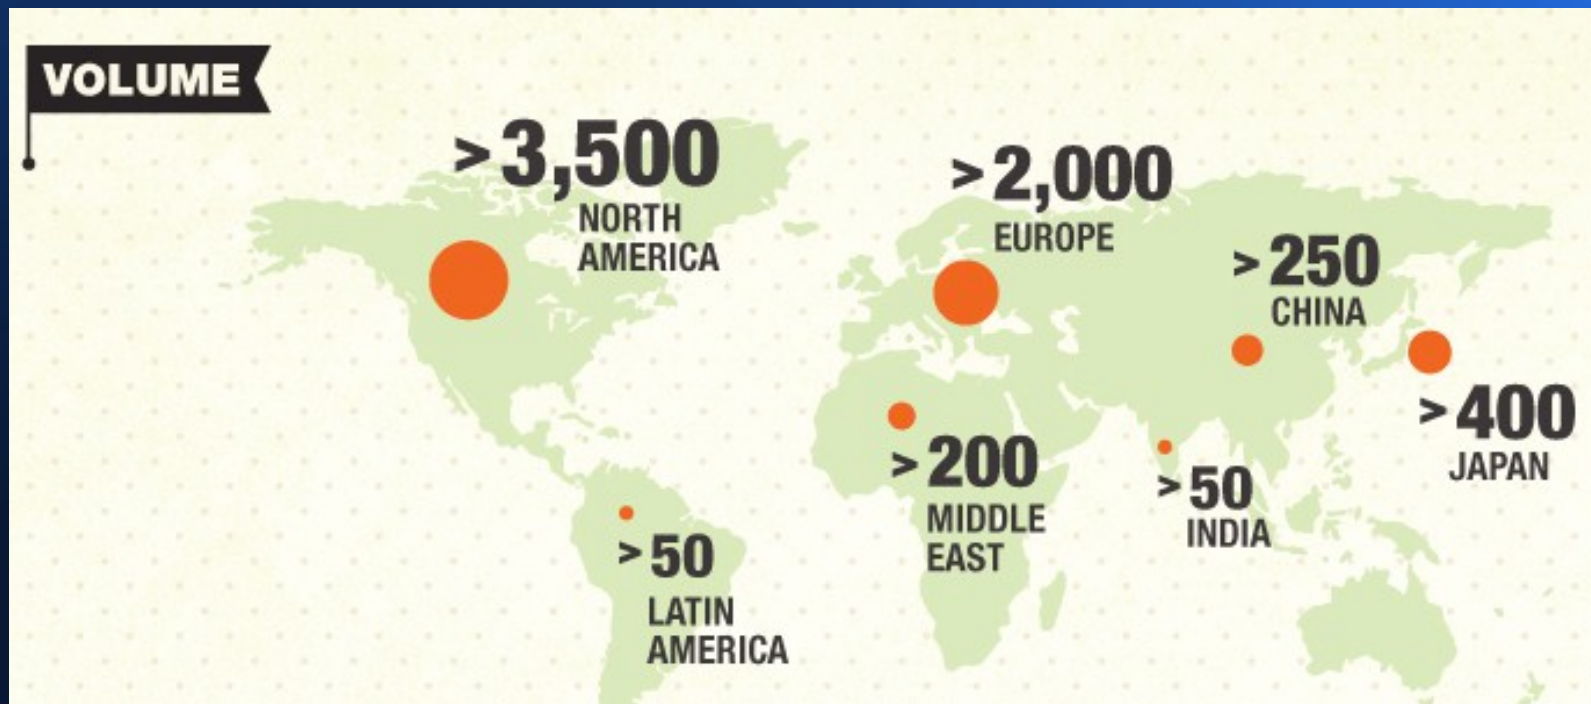 VOLUME
> 3,500
NORTH
AMERICA
> 2,000
EUROPE
> 250
CHINA
> 400
JAPAN
> 200
MIDDLE
EAST
> 50
INDIA
> 50
LATIN
AMERICA